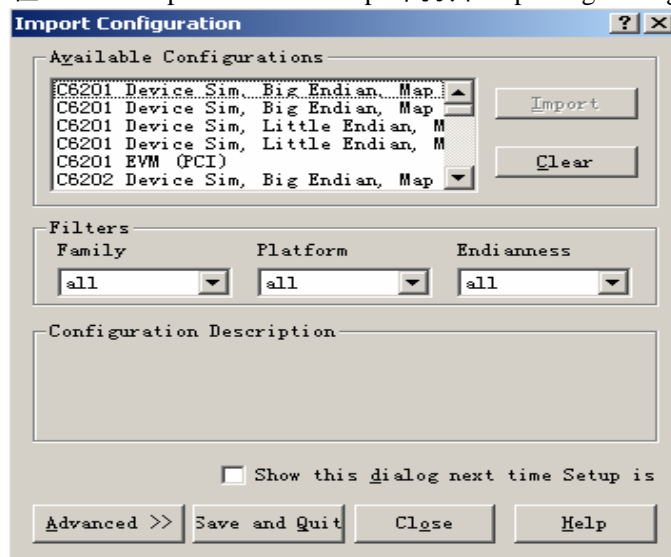 Import Configuration
Available Configurations
C6201 Device Sim, Big Endian, Map
C6201 Device Sim, Big Endian, Map
C6201 Device Sim, Little Endian, M
C6201 Device Sim, Little Endian, M
C6201 EVM (PCI)
C6202 Device Sim, Big Endian, Map
Import
Clear
Filters
Family Platform Endianness
all all all
Configuration Description
Show this dialog next time Setup is
Advanced >> Save and Quit Close Help